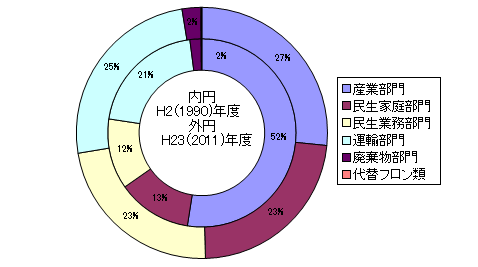 2%
2%
27%
25%
21%
内円
H2(1990)年度
外円
H23(2011)年度
52%
12%
13%
23%
23%
産業部門
民生家庭部門
民生業務部門
運輸部門
廃棄物部門
代替フロン類